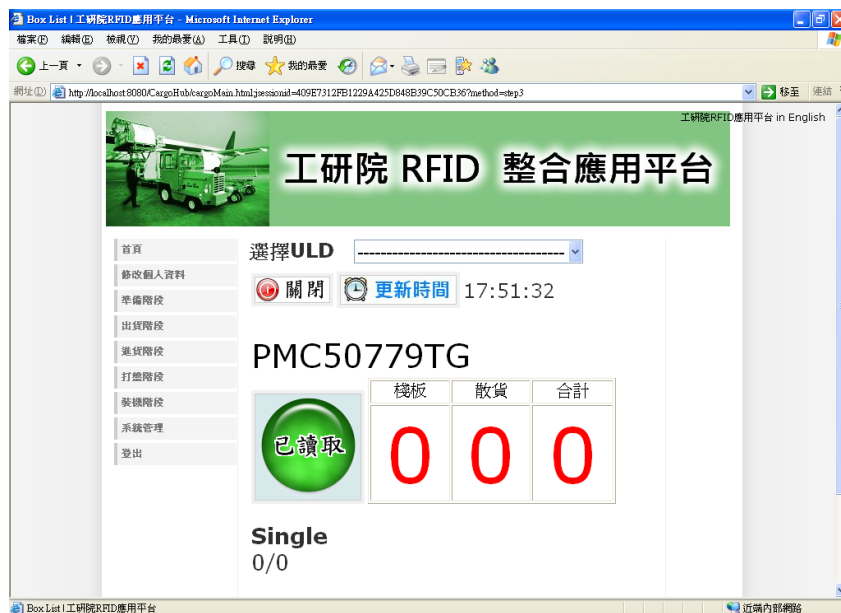 Box List | 工研院RFID應用平台 - Microsoft Internet Explorer
檔案(F) 編輯(E) 檢視(V) 我的最愛(A) 工具(T) 說明(H)
上一頁 搜尋 我的最愛
網址(D) http://localhost:8080/CargoHub/cargoMain.html;jsessionid=409E7312FB1229A425D848B39C50CB36?method=step3 移至 連結
工研院RFID應用平台 in English
工研院 RFID 整合應用平台
首頁
修改個人資料
準備階段
出貨階段
進貨階段
打盤階段
裝機階段
系統管理
登出
選擇ULD ------------------------------------
關閉 更新時間 17:51:32
PMC50779TG
棧板 散貨 合計
已讀取 0 0 0
Single
0/0
Box List | 工研院RFID應用平台 近端內部網路